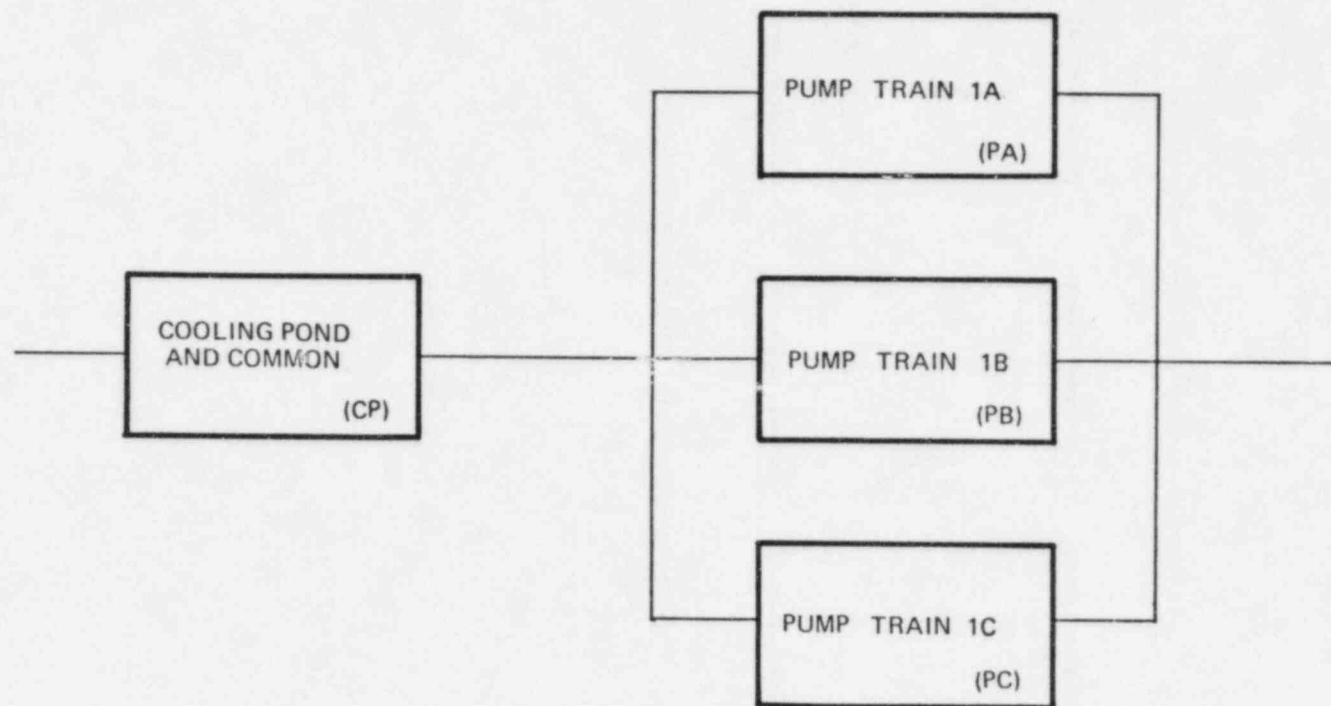 PUMP TRAIN 1A
(PA)
COOLING POND
AND COMMON
(CP)
PUMP TRAIN 1B
(PB)
PUMP TRAIN 1C
(PC)